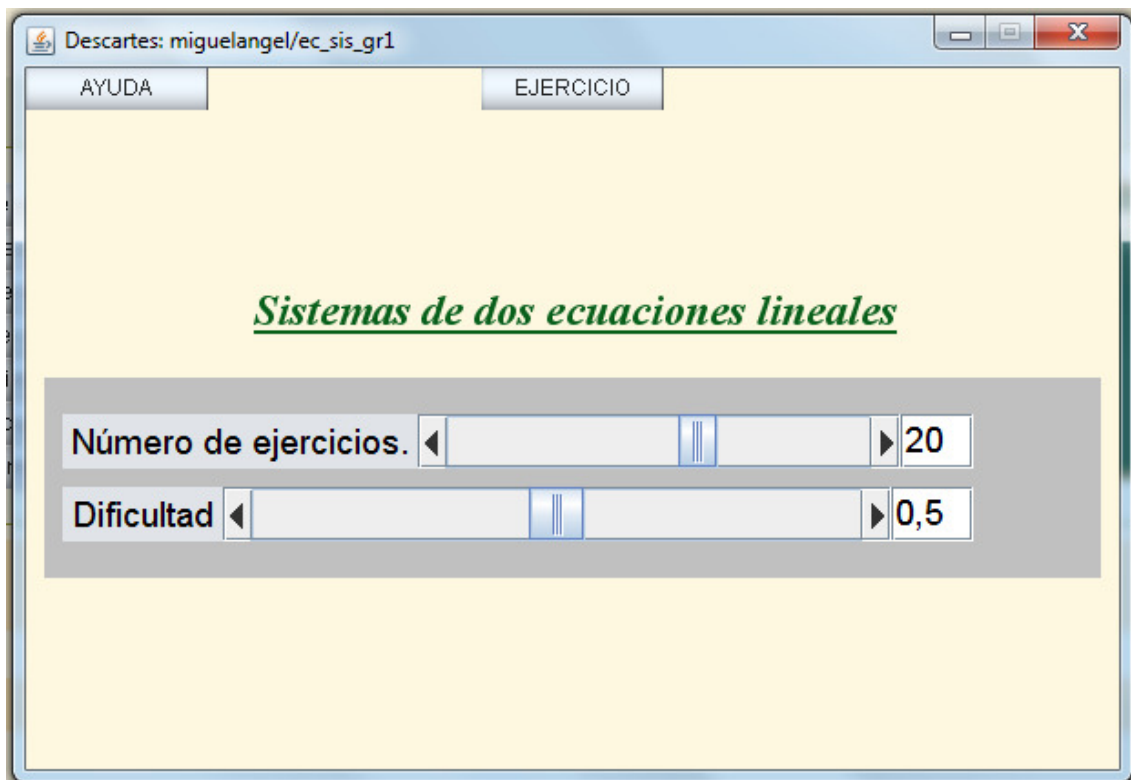 Descartes: miguelangel/ec_sis_gr1
AYUDA EJERCICIO
Sistemas de dos ecuaciones lineales
Número de ejercicios. 20
Dificultad 0,5